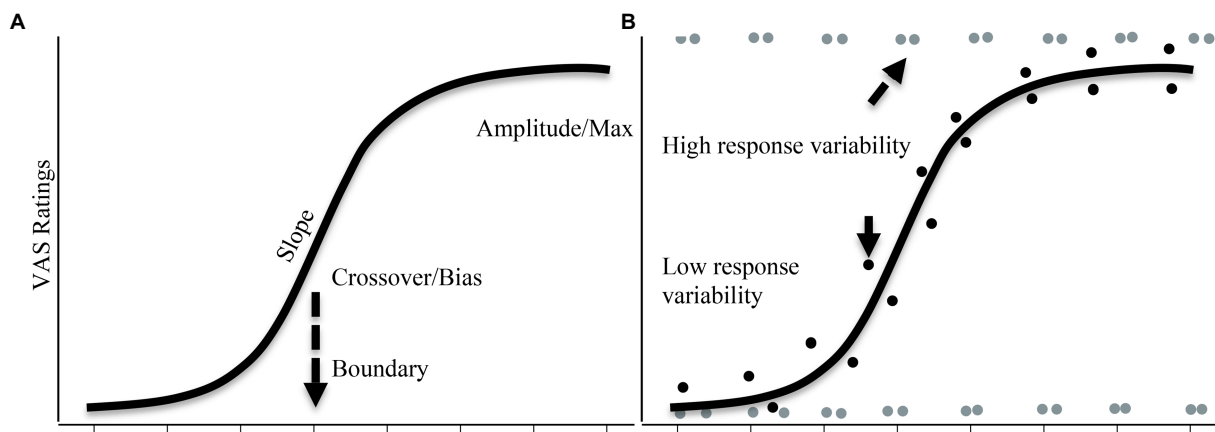 A
VAS Ratings
Slope
Amplitude/Max
Crossover/Bias
Boundary
B
High response variability
Low response
variability